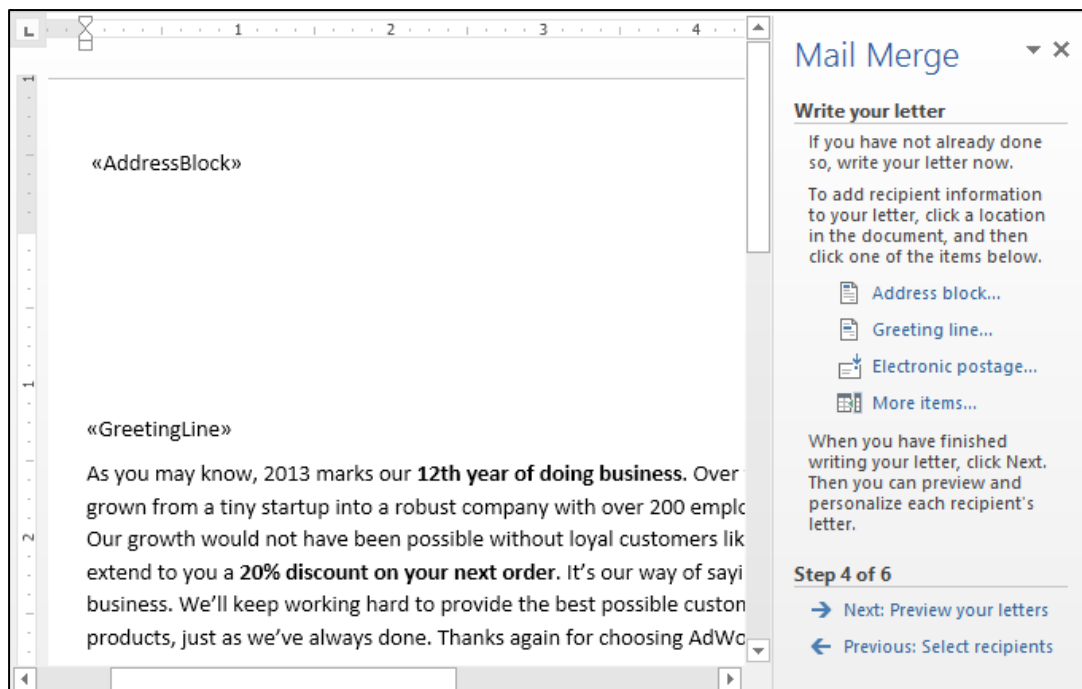 L
1 2 3 4
Mail Merge
Write your letter
If you have not already done
so, write your letter now.
To add recipient information
to your letter, click a location
in the document, and then
click one of the items below.
Address block...
Greeting line...
Electronic postage...
More items...
When you have finished
writing your letter, click Next.
Then you can preview and
personalize each recipient's
letter.
Step 4 of 6
Next: Preview your letters
Previous: Select recipients
1
1
2
«AddressBlock»
«GreetingLine»
As you may know, 2013 marks our 12th year of doing business. Over
grown from a tiny startup into a robust company with over 200
Our growth would not have been possible without loyal customers
extend to you a 20% discount on your next order. It’s our way of
business. We’ll keep working hard to provide the best possible
products, just as we’ve always done. Thanks again for choosing